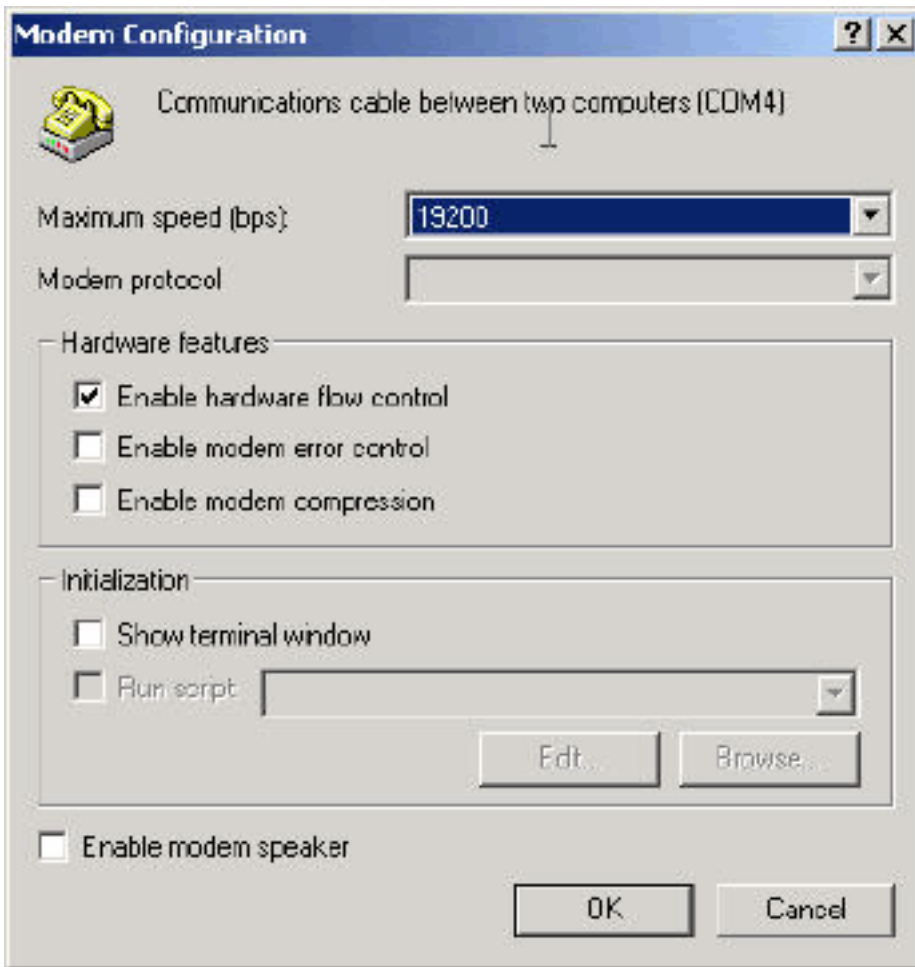 Modem Configuration
Communications cable between two computers (COM4)
Maximum speed (bps):
19200
Modem protocol
Hardware features
Enable hardware flow control
Enable modem error control
Enable modem compression
Initialization
Show terminal window
Run script:
Edit...
Browse...
Enable modem speaker
OK
Cancel